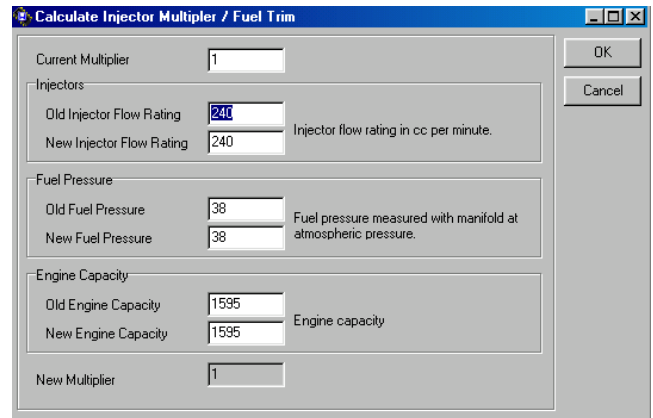 Calculate Injector Multipler / Fuel Trim
Current Multiplier 1 OK
Injectors Cancel
Old Injector Flow Rating 240
Injector flow rating in cc per minute.
New Injector Flow Rating 240
Fuel Pressure
Old Fuel Pressure 38
Fuel pressure measured with manifold at
atmospheric pressure.
New Fuel Pressure 38
Engine Capacity
Old Engine Capacity 1595
Engine capacity
New Engine Capacity 1595
New Multiplier 1